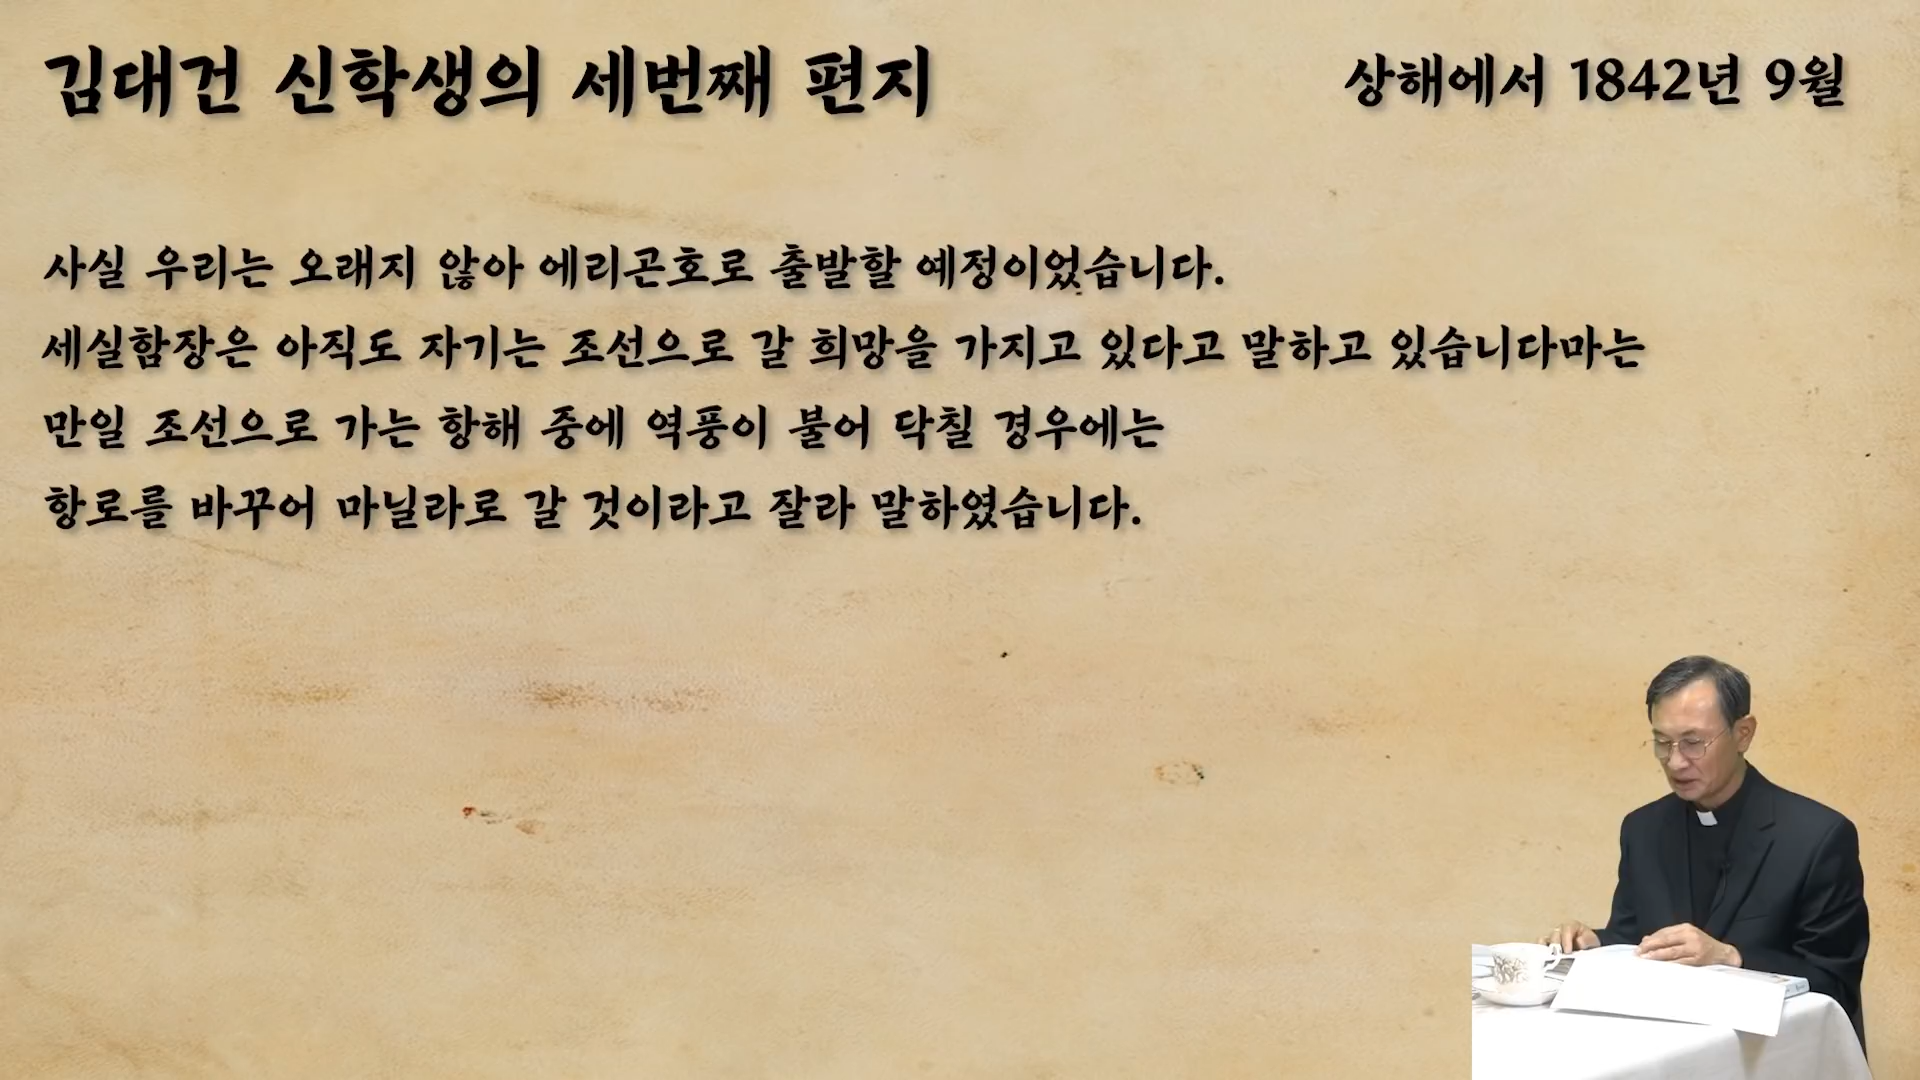 김대건 신학생의 세번째 편지
상해에서 1842년 9월
사실 우리는 오래지 않아 에리곤호로 출발할 예정이었습니다.
세실함장은 아직도 자기는 조선으로 갈 희망을 가지고 있다고 말하고 있습니다마는
만일 조선으로 가는 항해 중에 역풍이 불어 닥칠 경우에는
항로를 바꾸어 마닐라로 갈 것이라고 잘라 말하였습니다.